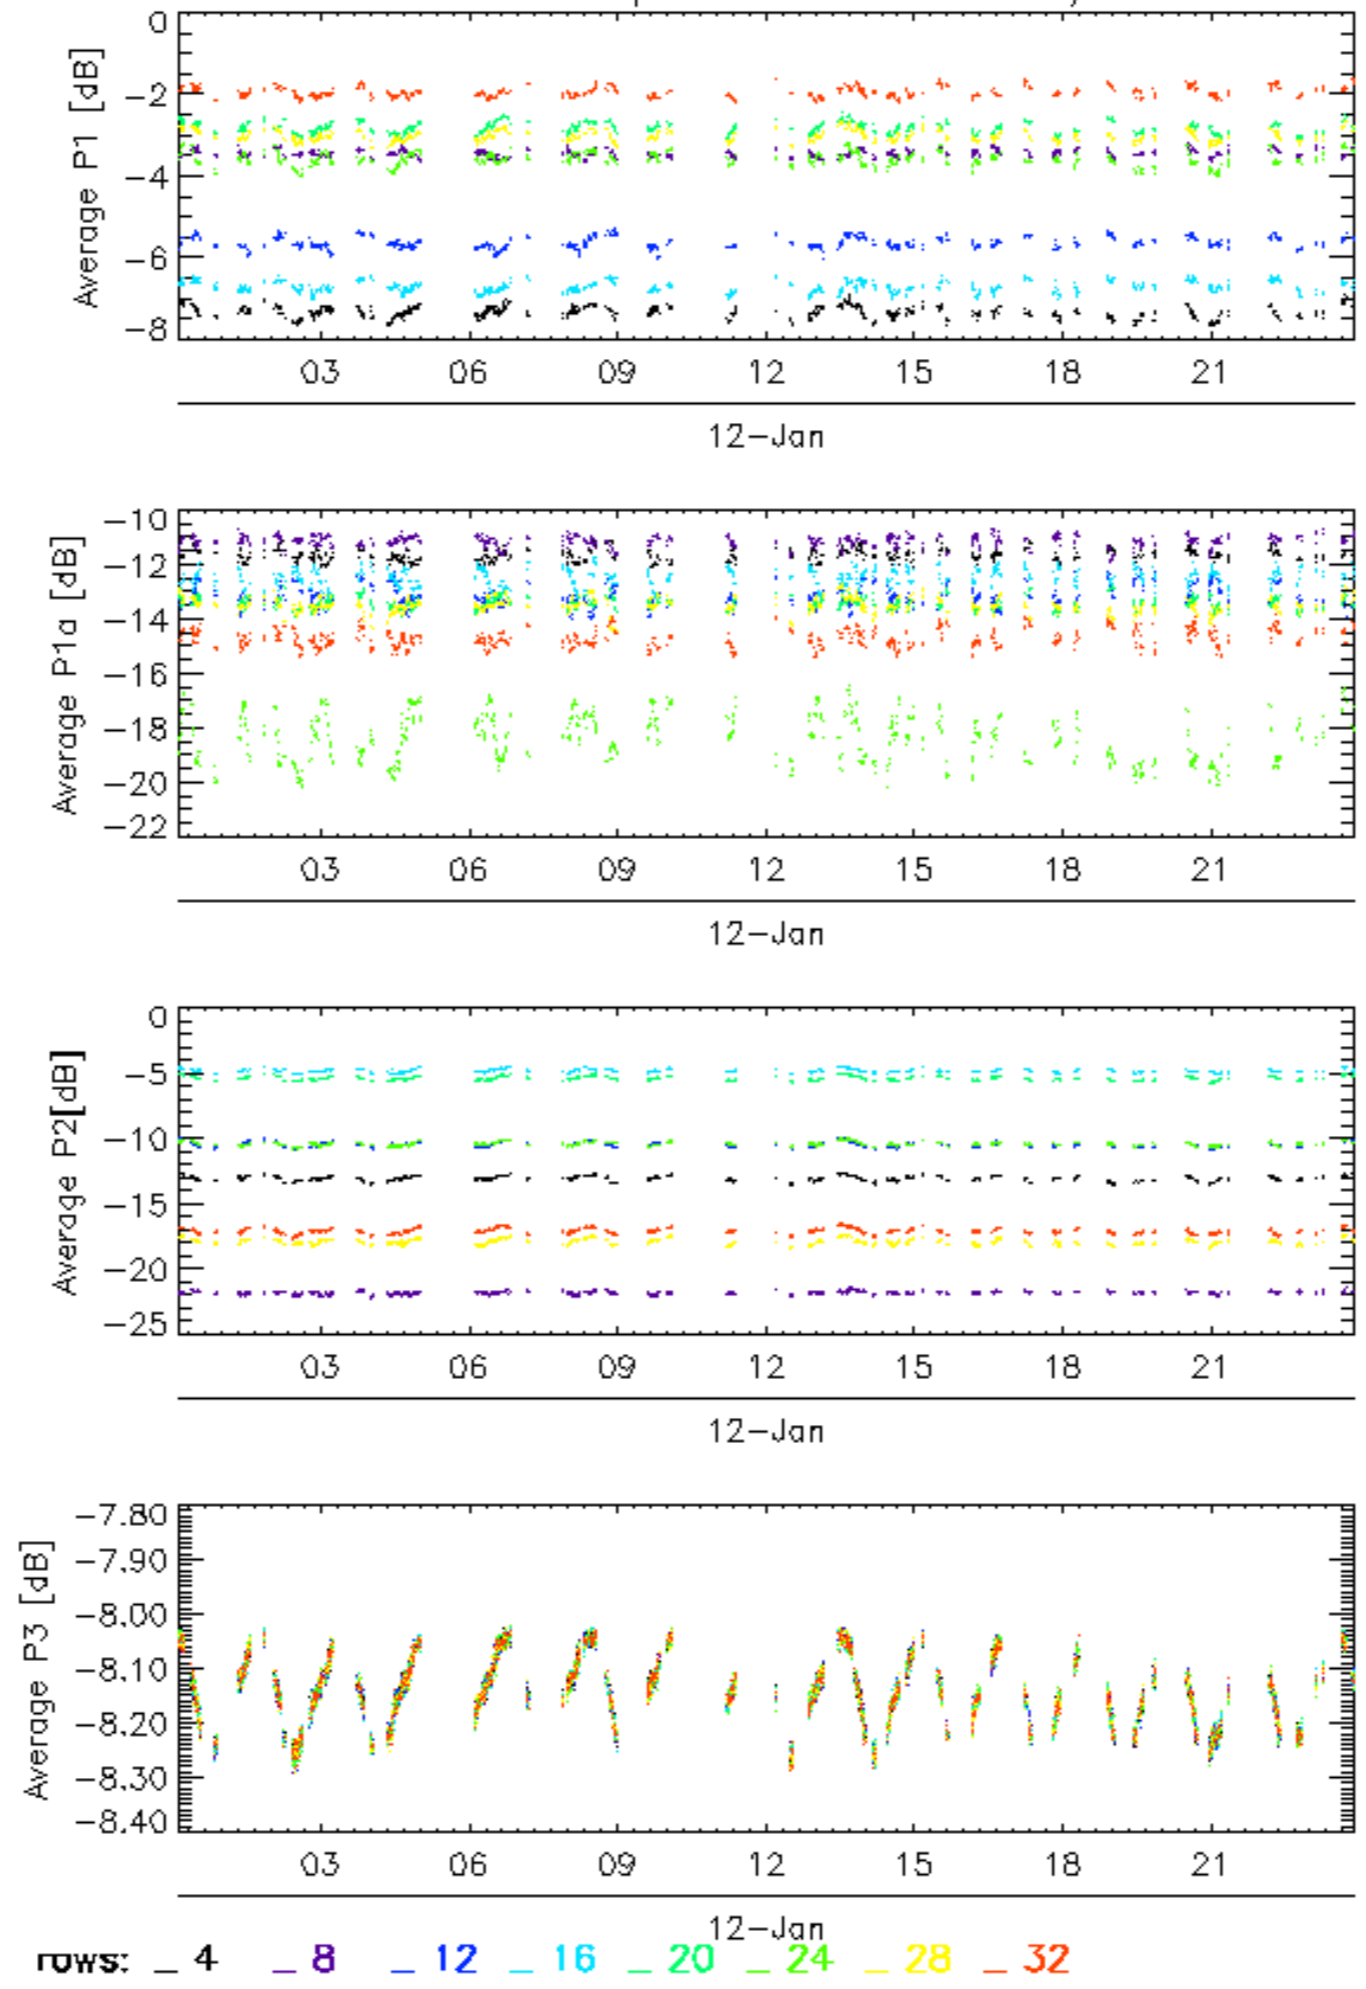 0
−2
−4
−6
−8
Average P1 [dB]
03 06 09 12 15 18 21
12−Jan
−10
−12
−14
−16
−18
−20
−22
Average P1a [dB]
03 06 09 12 15 18 21
12−Jan
0
−5
−10
−15
−20
−25
Average P2[dB]
03 06 09 12 15 18 21
12−Jan
−7.80
−7.90
−8.00
−8.10
−8.20
−8.30
−8.40
Average P3 [dB]
03 06 09 12 15 18 21
12−Jan
rows: _ 4 _ 8 _ 12 _ 16 _ 20 _ 24 _ 28 _ 32